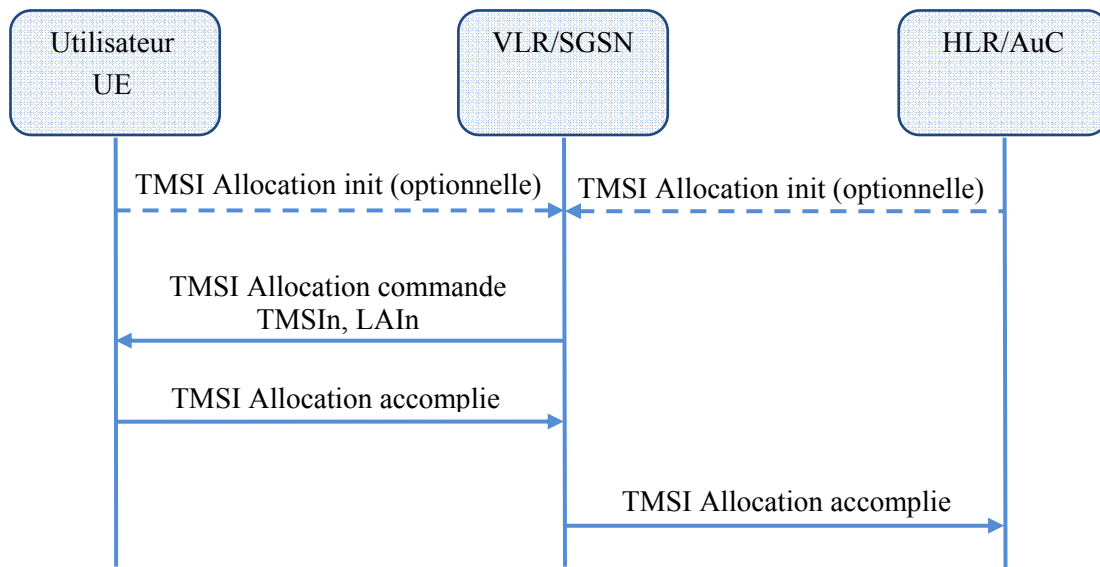 Utilisateur
UE
VLR/SGSN
HLR/AuC
TMSI Allocation init (optionnelle)
TMSI Allocation init (optionnelle)
TMSI Allocation commande
TMSIn, LAIn
TMSI Allocation accomplie
TMSI Allocation accomplie